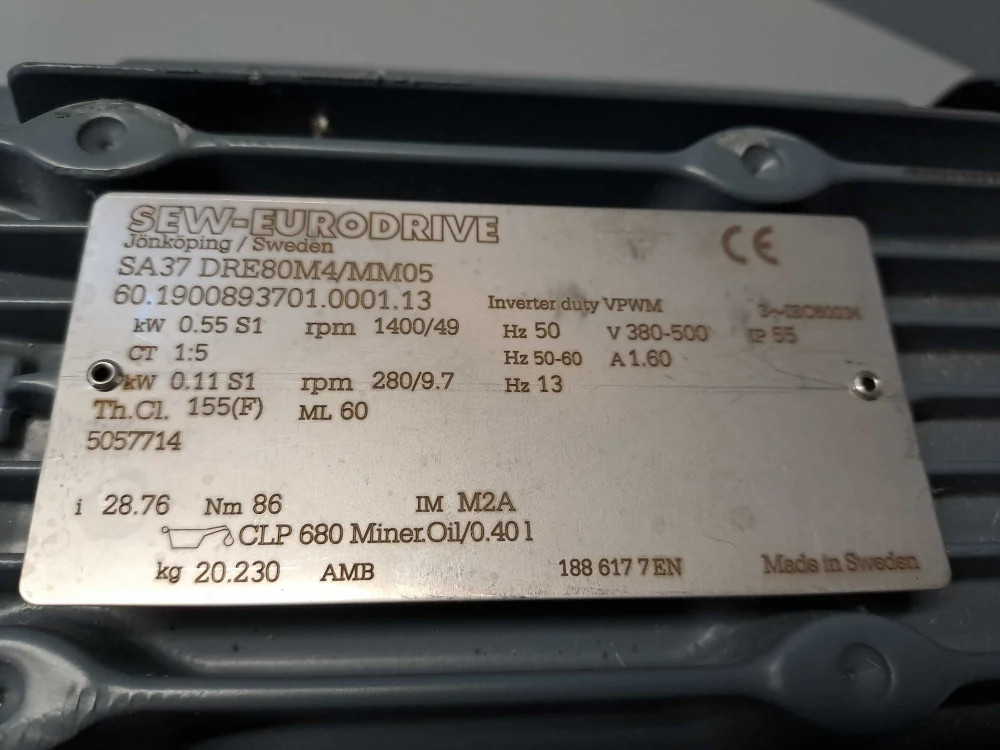 SEW-EURODRIVE
Jönköping / Sweden
CE
SA37 DRE80M4/MM05
60.1900893701.0001.13 Inverter duty VPWM 3~IEC60034
kW 0.55 S1 rpm 1400/49 Hz 50 V 380-500 IP 55
CT 1:5 Hz 50-60 A 1.60
kW 0.11 S1 rpm 280/9.7 Hz 13
Th.Cl. 155(F) ML 60
5057714
i 28.76 Nm 86 IM M2A
CLP 680 Miner.Oil/0.40 l
kg 20.230 AMB 188 617 7 EN Made in Sweden